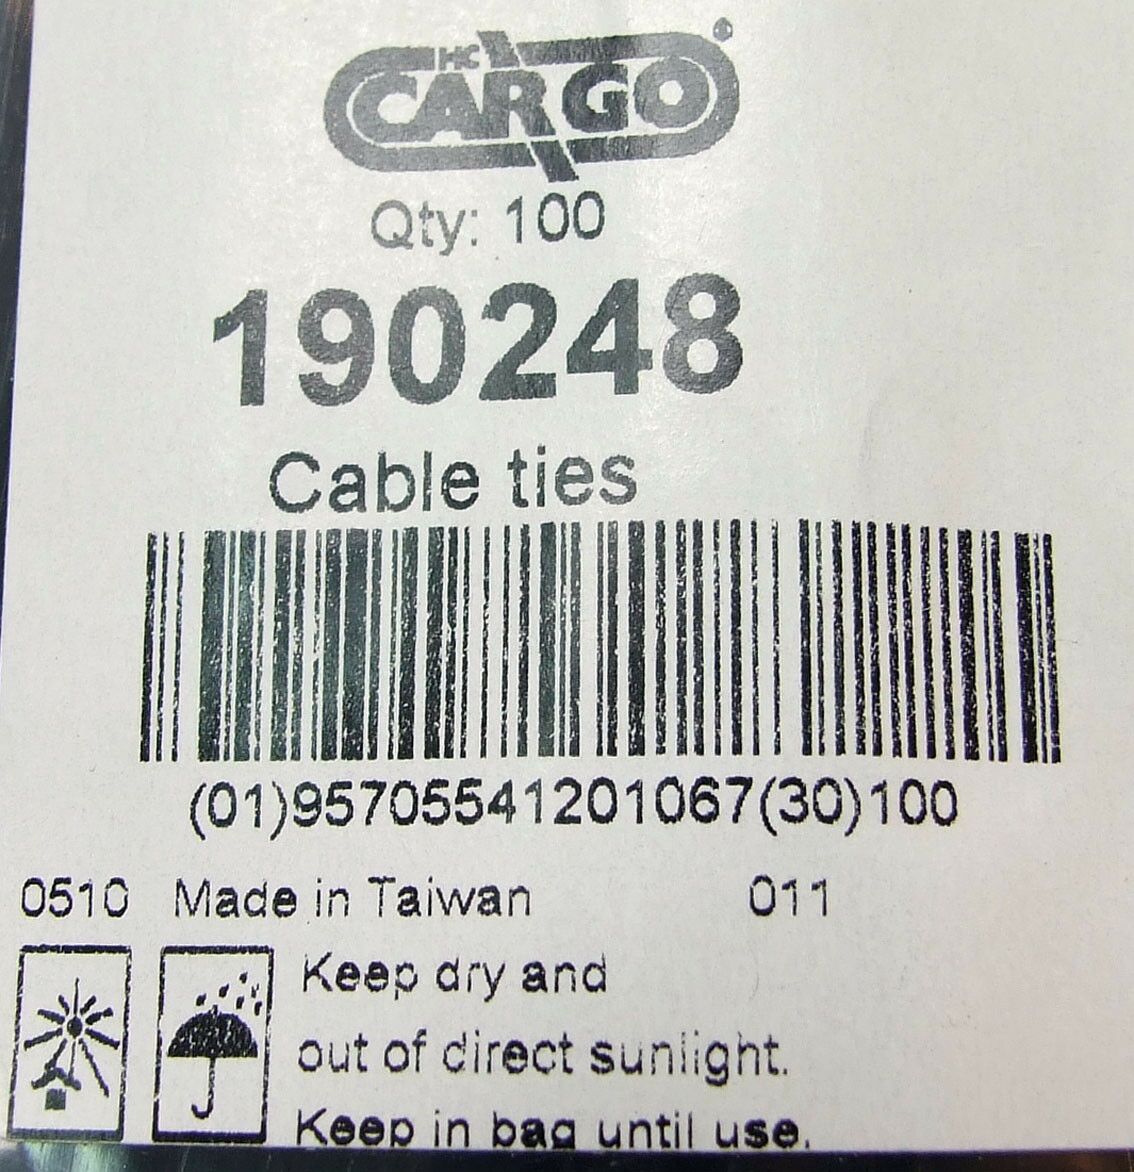 HC
CARGO®
Qty: 100
190248
Cable ties
(01)95705541201067(30)100
0510 Made in Taiwan 011
Keep dry and
out of direct sunlight.
Keep in bag until use.